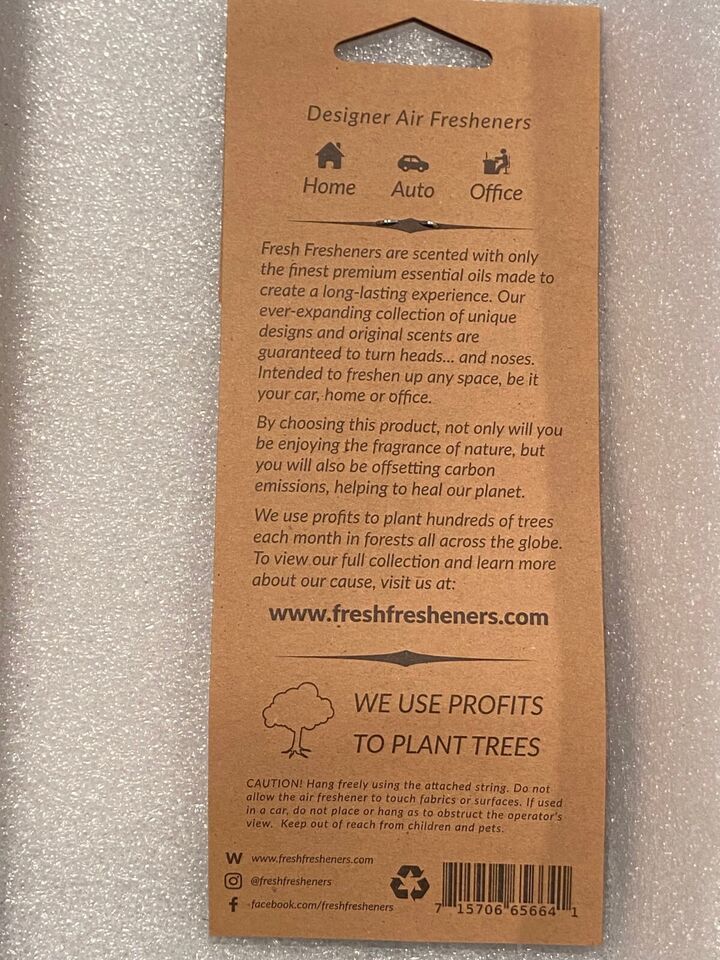 Designer Air Fresheners
Home Auto Office
Fresh Fresheners are scented with only
the finest premium essential oils made to
create a long-lasting experience. Our
ever-expanding collection of unique
designs and original scents are
guaranteed to turn heads... and noses.
Intended to freshen up any space, be it
your car, home or office.
By choosing this product, not only will you
be enjoying the fragrance of nature, but
you will also be offsetting carbon
emissions, helping to heal our planet.
We use profits to plant hundreds of trees
each month in forests all across the globe.
To view our full collection and learn more
about our cause, visit us at:
www.freshfresheners.com
WE USE PROFITS
TO PLANT TREES
CAUTION! Hang freely using the attached string. Do not
allow the air freshener to touch fabrics or surfaces. If used
in a car, do not place or hang as to obstruct the operator's
view. Keep out of reach from children and pets.
W www.freshfresheners.com
@freshfresheners
f facebook.com/freshfresheners
7 15706 65664 1